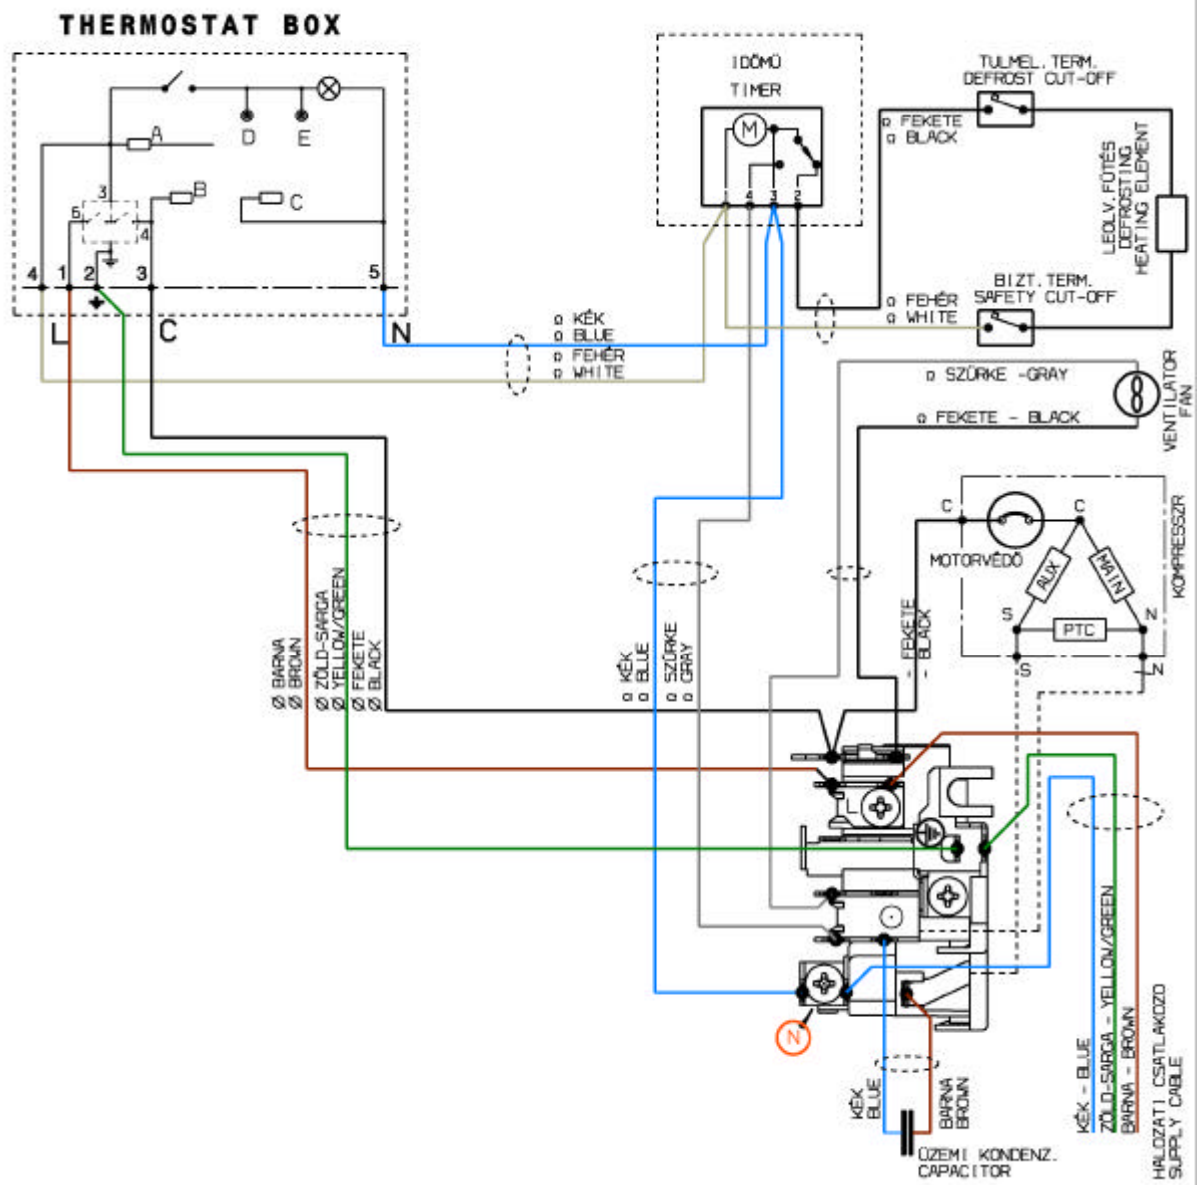 THERMOSTAT BOX
A
D
E
B
C
3
5
4
4
1
2
3
5
L
C
N
IDŐMŰ
TIMER
M
4
3
2
Ω FEKETE
Ω BLACK
TULMEL. TERM.
DEFROST CUT-OFF
LEOLV. FŰTÉS
DEFROSTING
HEATING ELEMENT
BIZT. TERM.
SAFETY CUT-OFF
Ω FEHÉR
Ω WHITE
Ω KÉK
Ω BLUE
Ω FEHÉR
Ω WHITE
Ω SZÜRKE -GRAY
Ω FEKETE - BLACK
VENTILATOR
FAN
C
C
MOTORVÉDŐ
AUX
MAIN
S
N
PTC
S
N
KOMPRESSZR
- FEKETE
- BLACK
Ø BARNA
Ø BROWN
Ø ZÖLD-SARGA
Ø YELLOW/GREEN
Ø FEKETE
Ø BLACK
Ω KÉK
Ω BLUE
Ω SZÜRKE
Ω GRAY
L
N
KÉK
BLUE
BARNA
BROWN
ÜZEMI KONDENZ.
CAPACITOR
KÉK - BLUE
ZÖLD-SARGA - YELLOW/GREEN
BARNA - BROWN
HALOZATI CSATLAKOZO
SUPPLY CABLE